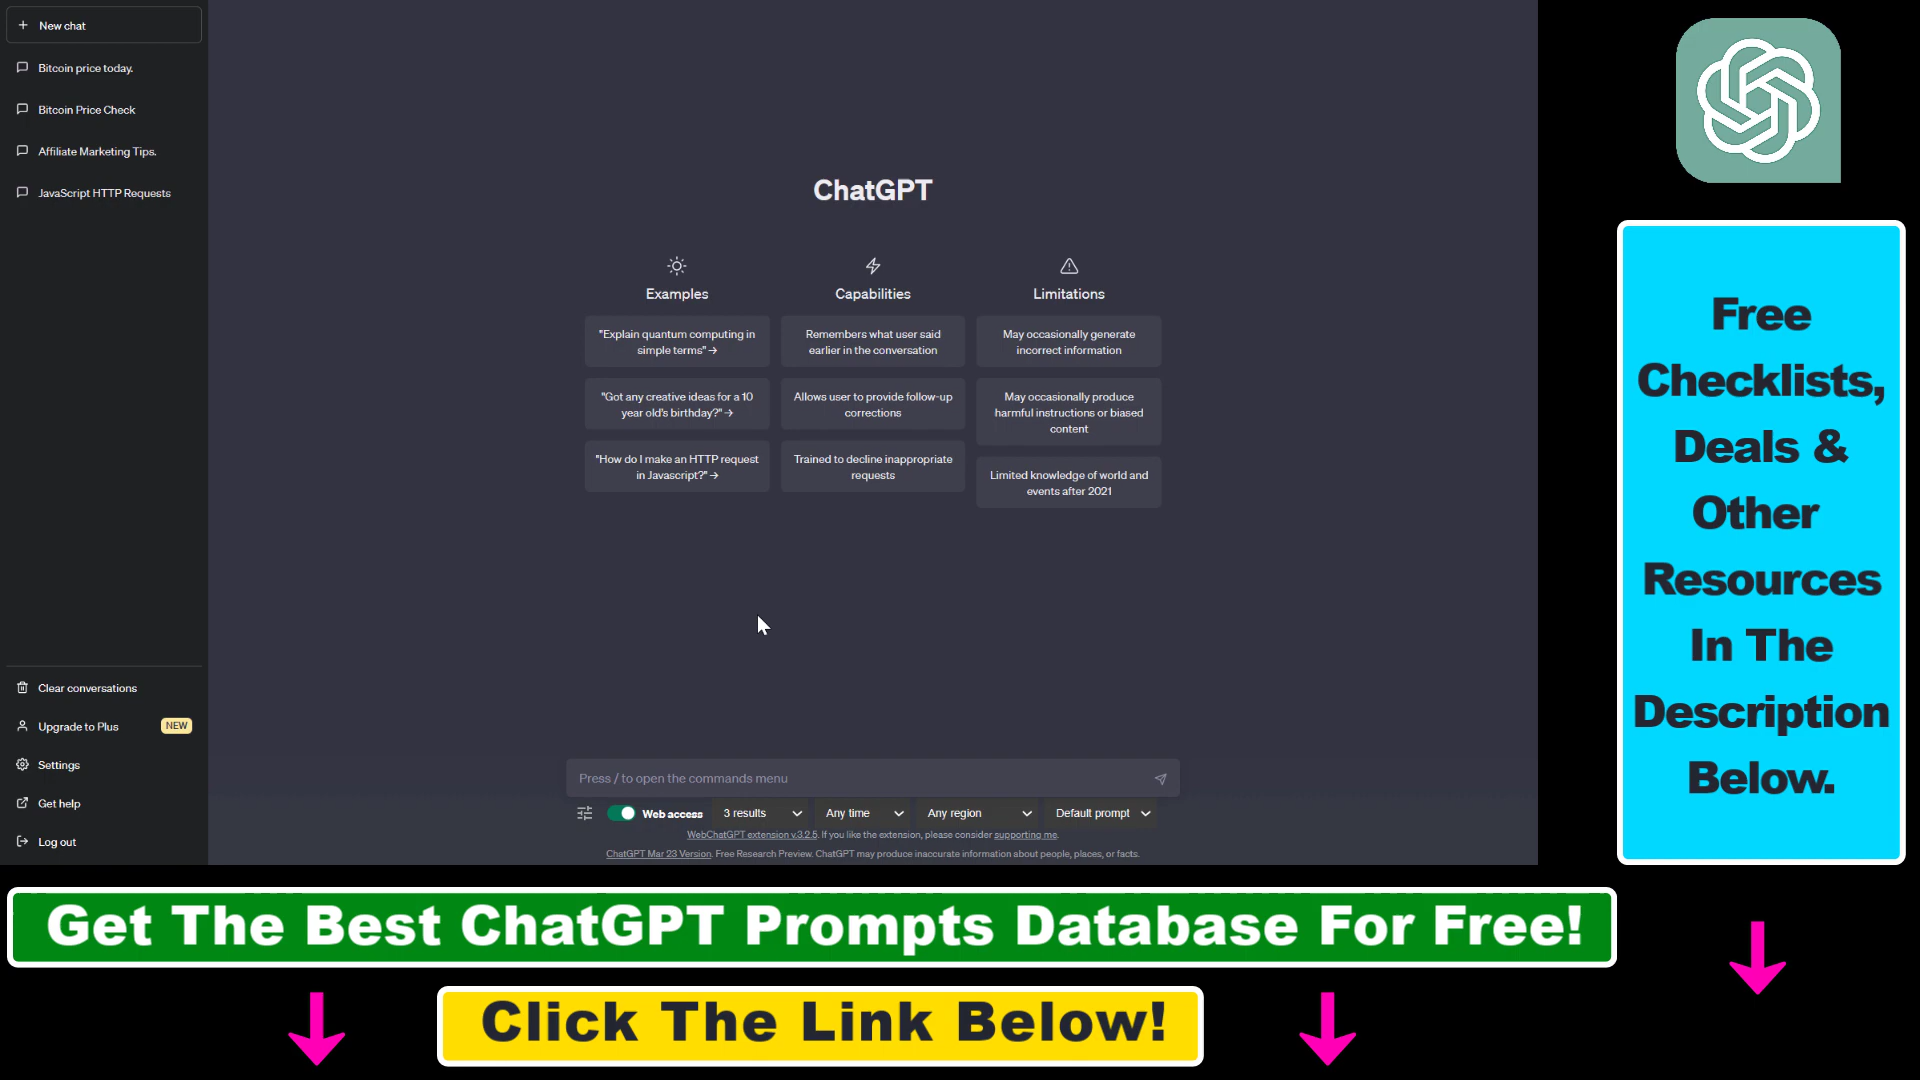 New chat
Bitcoin price today.
Bitcoin Price Check
Affiliate Marketing Tips.
JavaScript HTTP Requests
Clear conversations
Upgrade to Plus
NEW
Settings
Get help
Log out
ChatGPT
Examples
"Explain quantum computing in
simple terms" →
"Got any creative ideas for a 10
year old's birthday?" →
"How do I make an HTTP request
in Javascript?" →
Capabilities
Remembers what user said
earlier in the conversation
Allows user to provide follow-up
corrections
Trained to decline inappropriate
requests
Limitations
May occasionally generate
incorrect information
May occasionally produce
harmful instructions or biased
content
Limited knowledge of world and
events after 2021
Press / to open the commands menu
Web access
3 results
Any time
Any region
Default prompt
WebChatGPT extension v.3.2.5. If you like the extension, please consider supporting me.
ChatGPT Mar 23 Version. Free Research Preview. ChatGPT may produce inaccurate information about people, places, or facts.
Free
Checklists,
Deals &
Other
Resources
In The
Description
Below.
Get The Best ChatGPT Prompts Database For Free!
Click The Link Below!